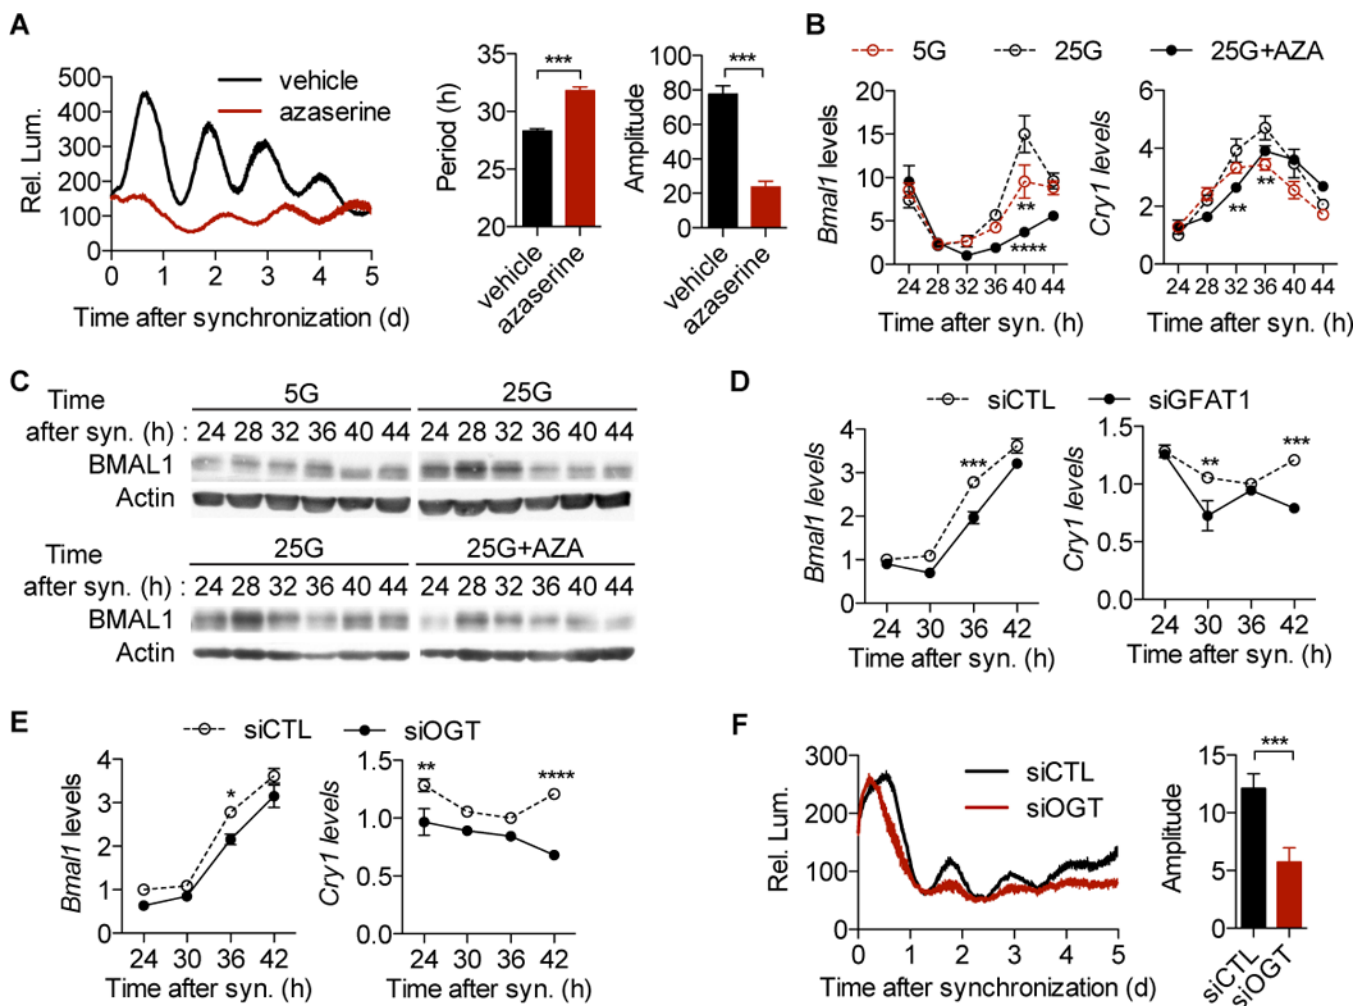 A
Rel. Lum.
500
400
300
200
100
0
vehicle
azaserine
0 1 2 3 4 5
Time after synchronization (d)
Period (h)
35
30
25
20
***
vehicle
azaserine
Amplitude
100
80
60
40
20
0
***
vehicle
azaserine
B
5G 25G 25G+AZA
Bmal1 levels
20
15
10
5
0
**
****
24 28 32 36 40 44
Time after syn. (h)
Cry1 levels
6
4
2
0
**
**
24 28 32 36 40 44
Time after syn. (h)
C
Time 5G 25G
after syn. (h) : 24 28 32 36 40 44 24 28 32 36 40 44
BMAL1
Actin
Time 25G 25G+AZA
after syn. (h) : 24 28 32 36 40 44 24 28 32 36 40 44
BMAL1
Actin
D
siCTL siGFAT1
Bmal1 levels
4
3
2
1
0
***
24 30 36 42
Time after syn. (h)
Cry1 levels
1.5
1.0
0.5
0.0
**
***
24 30 36 42
Time after syn. (h)
E
siCTL siOGT
Bmal1 levels
4
3
2
1
0
*
24 30 36 42
Time after syn. (h)
Cry1 levels
1.5
1.0
0.5
0.0
**
****
24 30 36 42
Time after syn. (h)
F
Rel. Lum.
300
200
100
0
siCTL
siOGT
0 1 2 3 4 5
Time after synchronization (d)
Amplitude
15
10
5
0
***
siCTL
siOGT